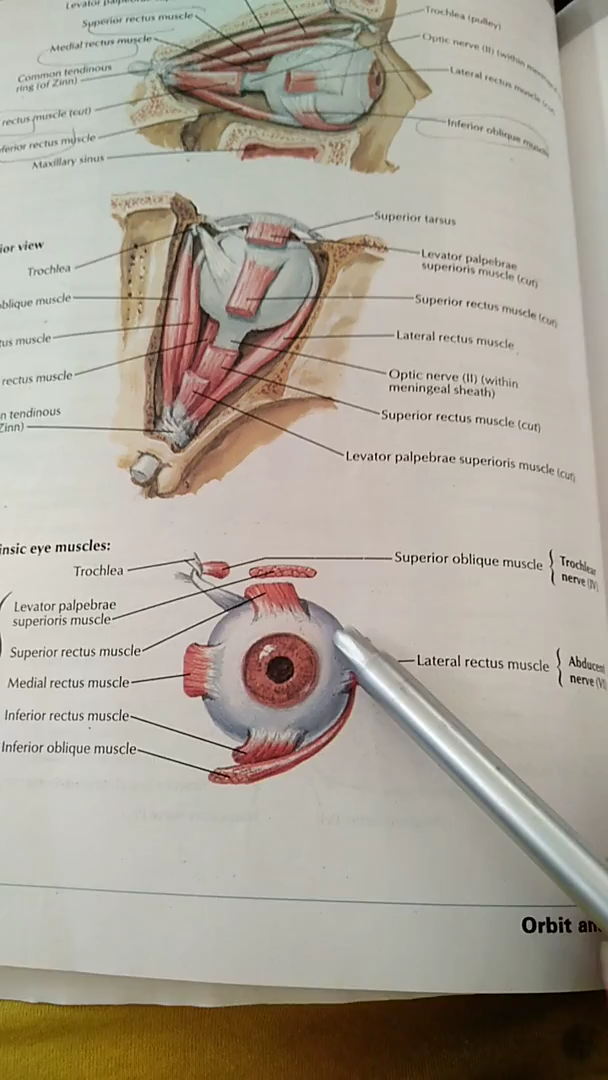 Superior rectus muscle
Medial rectus muscle
Common tendinous
ring (of Zinn)
rectus muscle (cut)
rectus muscle
Maxillary sinus
Trochlea (pulley)
Optic nerve (II) (within
Lateral rectus muscle
Inferior oblique muscle
ior view
Trochlea
blique muscle
us muscle
rectus muscle
n tendinous
Zinn)
Superior tarsus
Levator palpebrae
superioris muscle (cut)
Superior rectus muscle (cut)
Lateral rectus muscle
Optic nerve (II) (within
meningeal sheath)
Superior rectus muscle (cut)
Levator palpebrae superioris muscle (cut)
insic eye muscles:
Trochlea
Levator palpebrae
superioris muscle
Superior rectus muscle
Medial rectus muscle
Inferior rectus muscle
Inferior oblique muscle
Superior oblique muscle
Trochlear
nerve (IV)
Lateral rectus muscle
Abducent
nerve (VI)
Orbit an